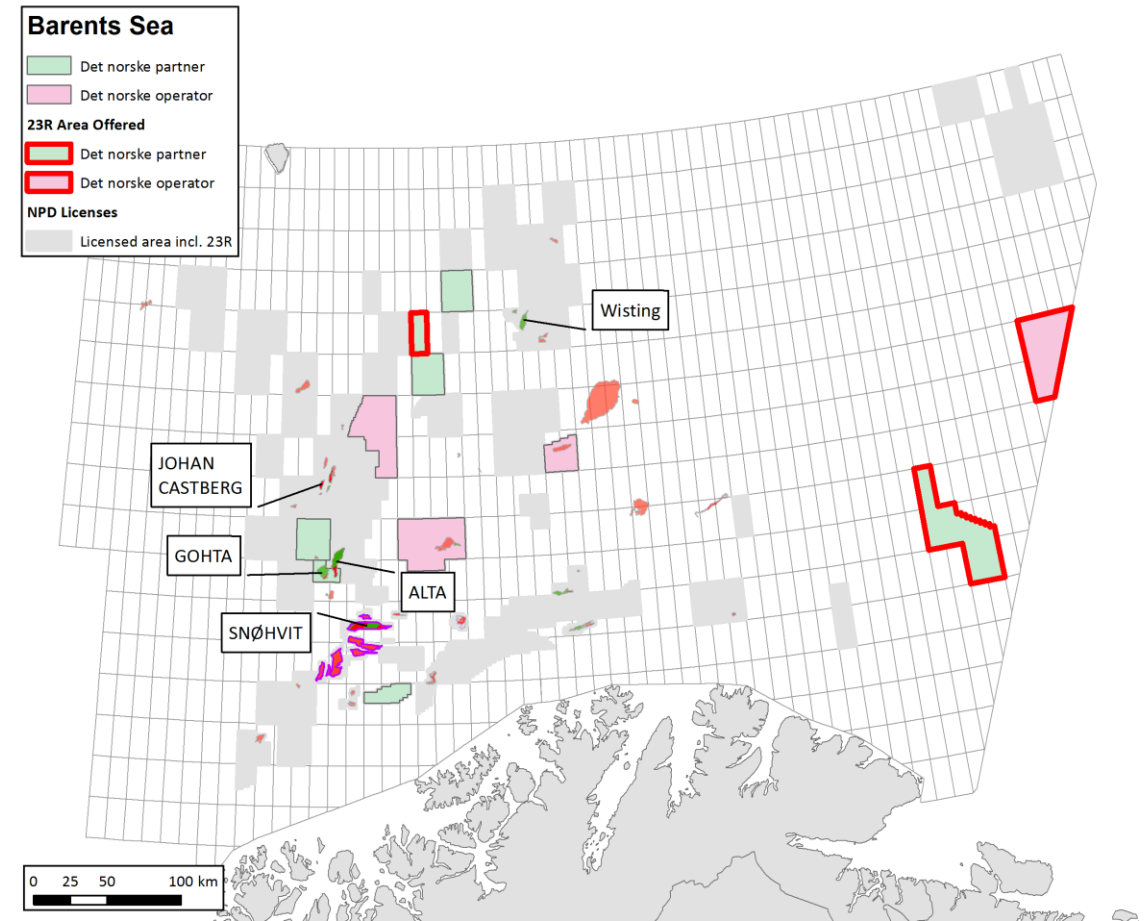 Barents Sea
Det norske partner
Det norske operator
23R Area Offered
Det norske partner
Det norske operator
NPD Licenses
Licensed area incl. 23R
Wisting
JOHAN
CASTBERG
GOHTA
ALTA
SNØHVIT
0 25 50 100 km